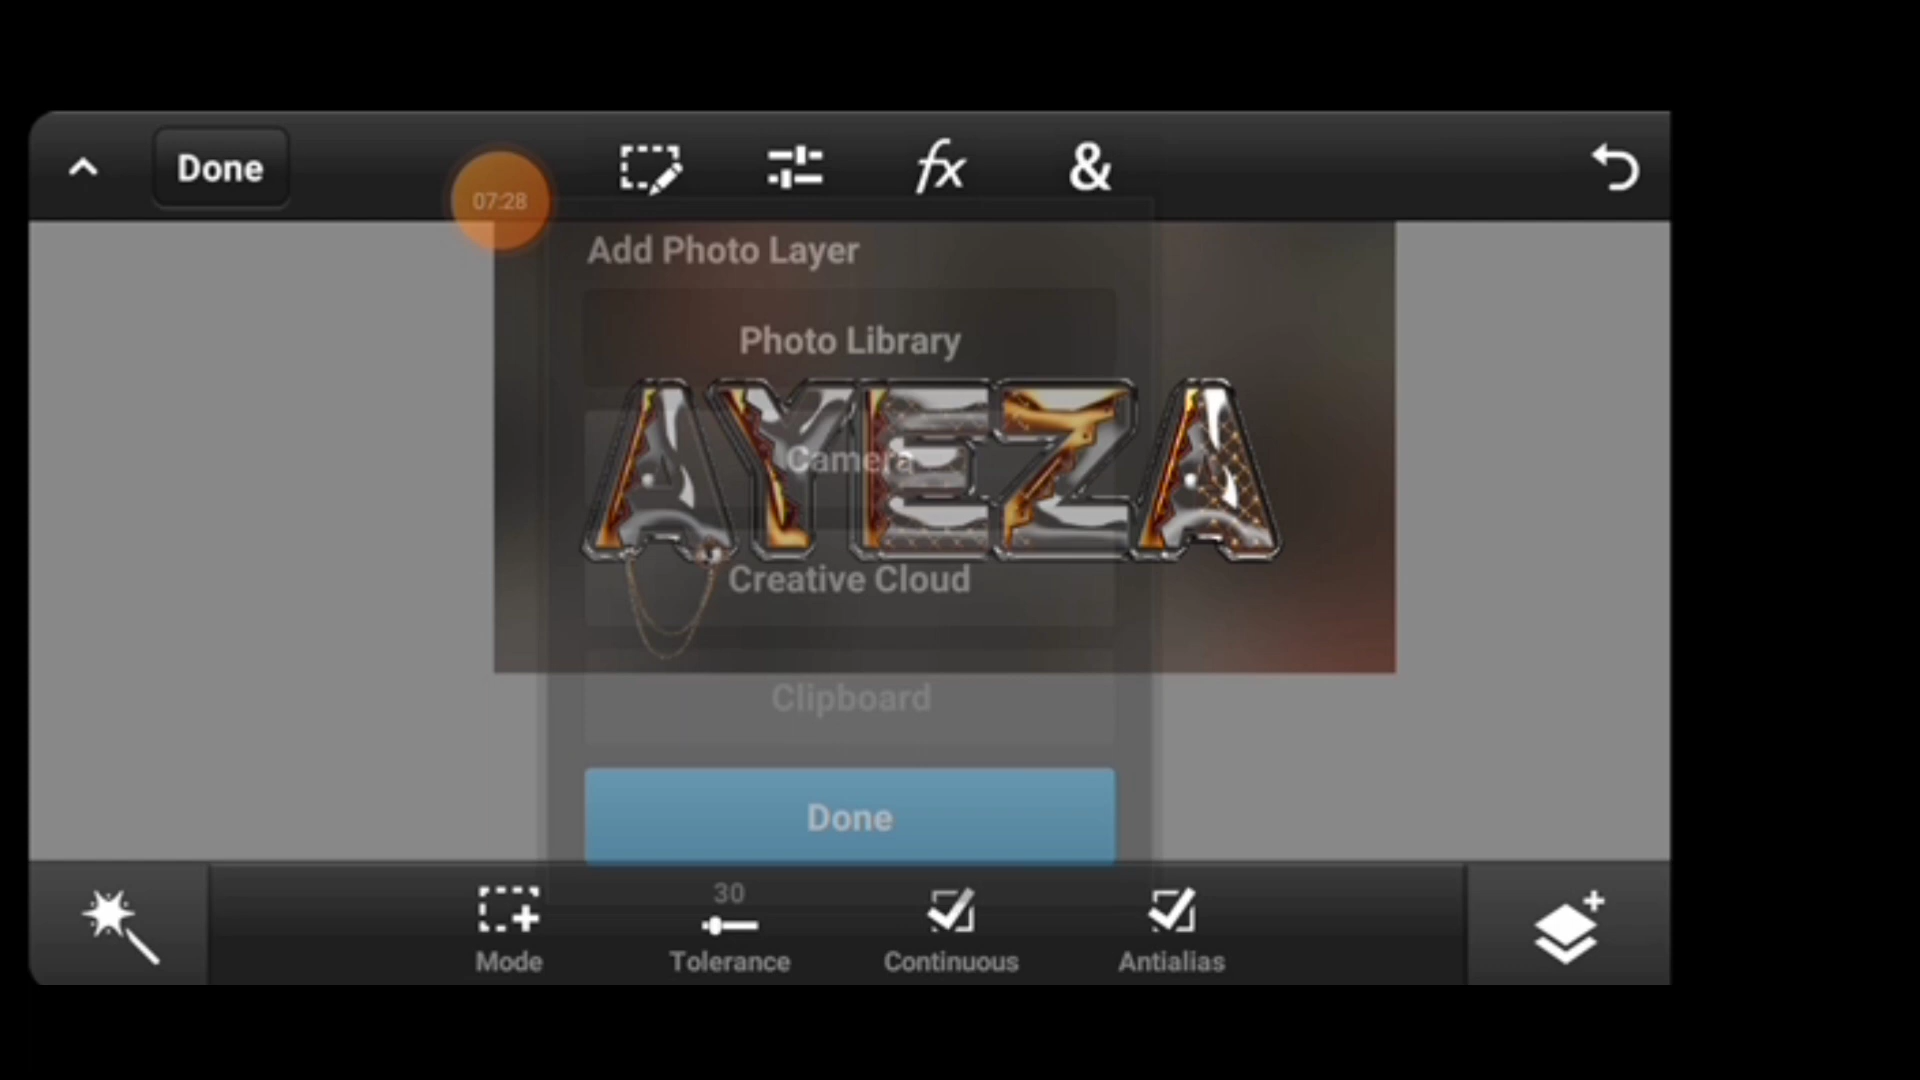 Done
fx
&
07:28
Add Photo Layer
Photo Library
AYEZA
Camera
Creative Cloud
Clipboard
Done
30
Mode
Tolerance
Continuous
Antialias